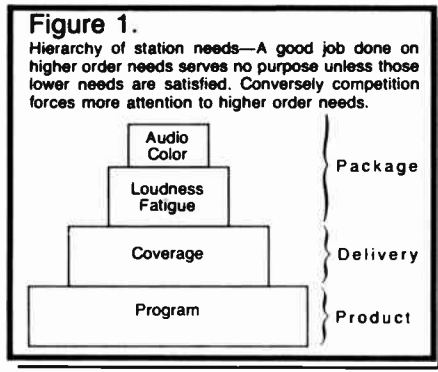 Figure 1.
Hierarchy of station needs—A good job done on
higher order needs serves no purpose unless those
lower needs are satisfied. Conversely competition
forces more attention to higher order needs.
Audio
Color
Loudness
Fatigue
Package
Coverage
Delivery
Program
Product